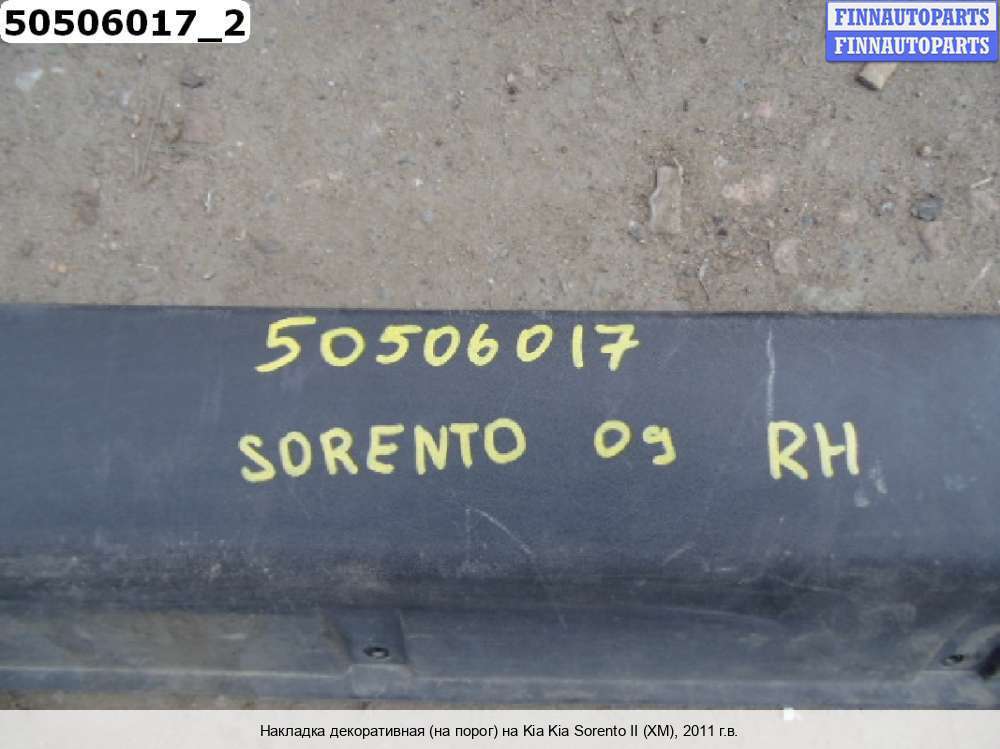 50506017_2
FINNAUTOPARTS
FINNAUTOPARTS
50506017
SORENTO 09 RH
Накладка декоративная (на порог) на Kia Kia Sorento II (XM), 2011 г.в.